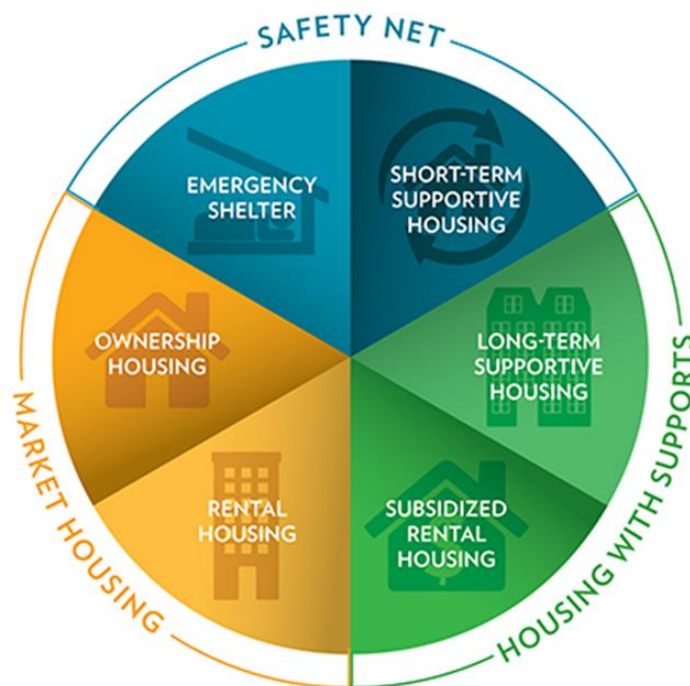 SAFETY NET
EMERGENCY
SHELTER
SHORT-TERM
SUPPORTIVE
HOUSING
OWNERSHIP
HOUSING
LONG-TERM
SUPPORTIVE
HOUSING
RENTAL
HOUSING
SUBSIDIZED
RENTAL
HOUSING
MARKET HOUSING
HOUSING WITH SUPPORTS